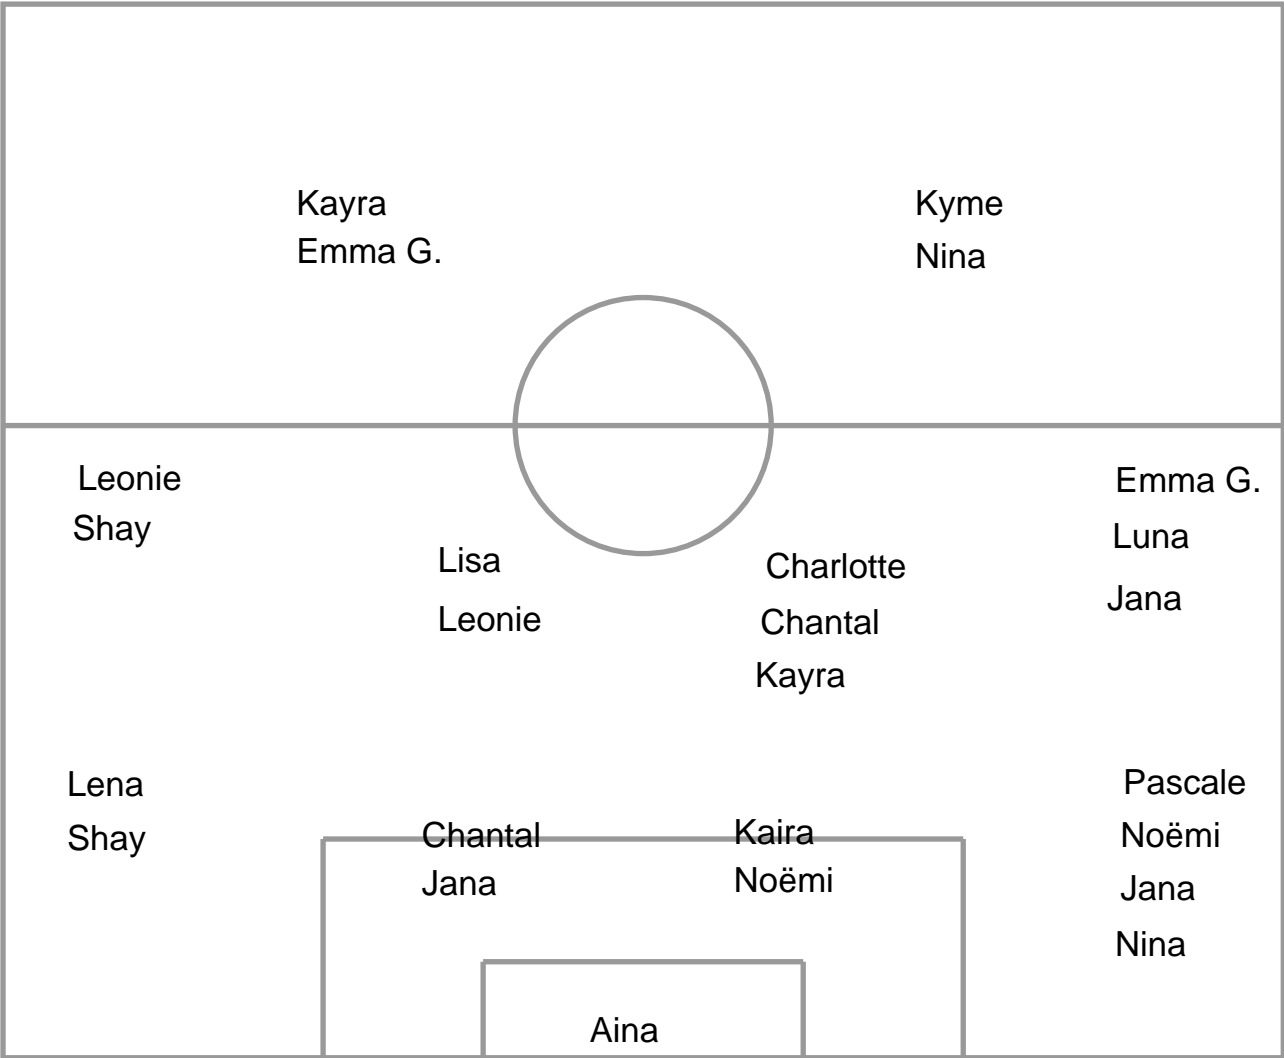 Kayra
Emma G.
Kyme
Nina
Leonie
Shay
Lisa
Leonie
Charlotte
Chantal
Kayra
Emma G.
Luna
Jana
Lena
Shay
Chantal
Jana
Kaira
Noëmi
Pascale
Noëmi
Jana
Nina
Aina